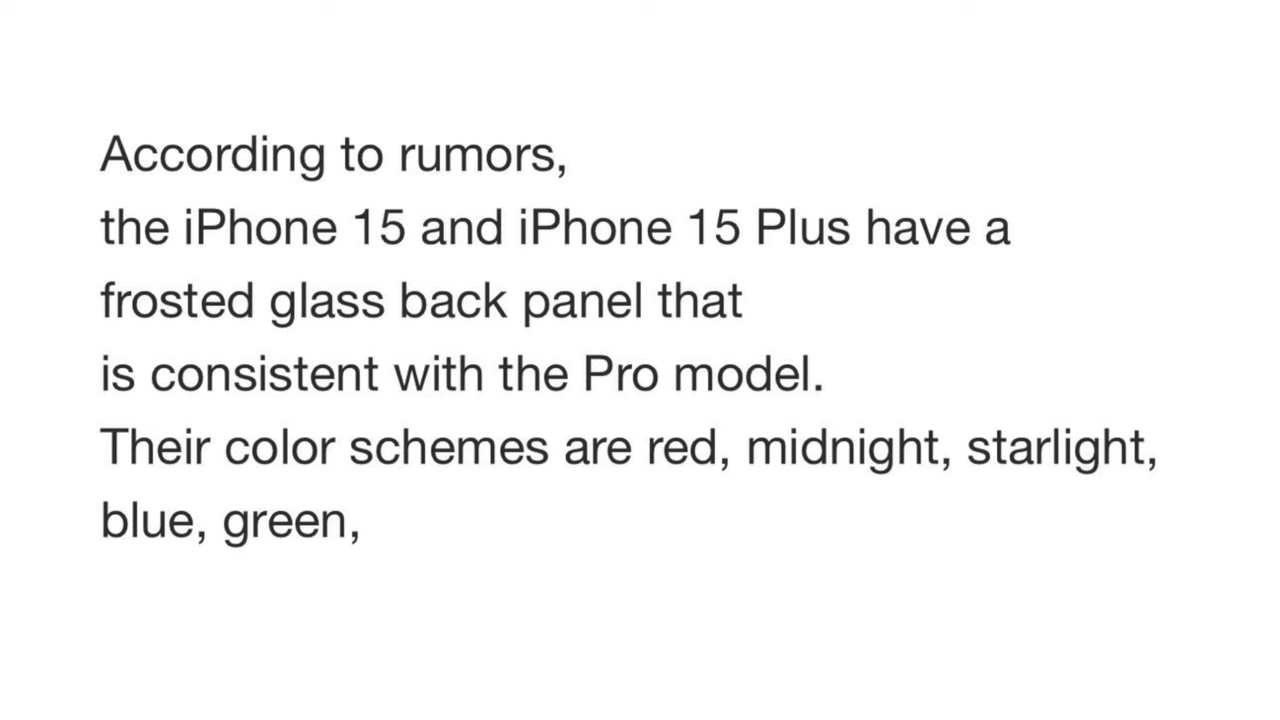 According to rumors,
the iPhone 15 and iPhone 15 Plus have a
frosted glass back panel that
is consistent with the Pro model.
Their color schemes are red, midnight, starlight,
blue, green,